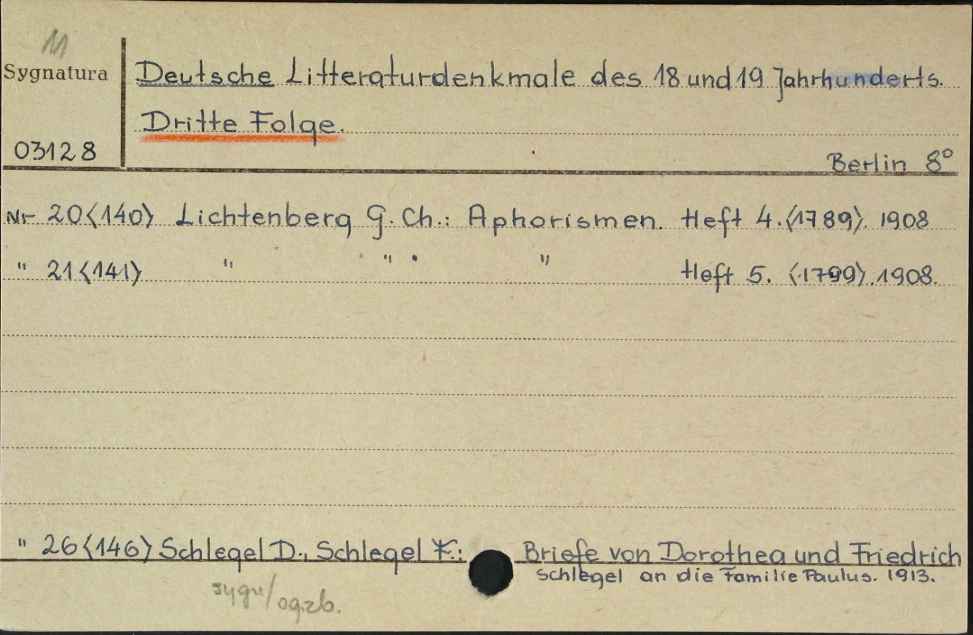 M
Sygnatura
Deutsche Litteraturdenkmale des 18 und 19 Jahrhunderts.
Dritte Folge.
03128
Berlin 8°
Nr 20<140> Lichtenberg G. Ch.: Aphorismen. Heft 4.<1789>. 1908
" 21<141> " " " Heft 5. <1799>.1908.
" 26<146> Schlegel D., Schlegel F.: Briefe von Dorothea und Friedrich
Schlegel an die Familie Paulus. 1913.